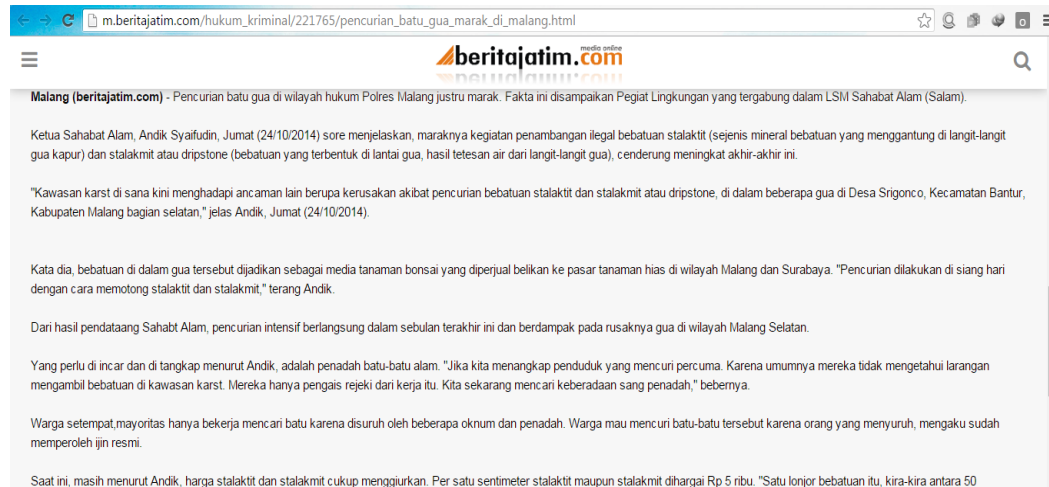 m.beritajatim.com/hukum_kriminal/221765/pencurian_batu_gua_marak_di_malang.html
media online
beritajatim.com
Malang (beritajatim.com) - Pencurian batu gua di wilayah hukum Polres Malang justru marak. Fakta ini disampaikan Pegiat Lingkungan yang tergabung dalam LSM Sahabat Alam (Salam).
Ketua Sahabat Alam, Andik Syaifudin, Jumat (24/10/2014) sore menjelaskan, maraknya kegiatan penambangan ilegal bebatuan stalaktit (sejenis mineral bebatuan yang menggantung di langit-langit
gua kapur) dan stalakmit atau dripstone (bebatuan yang terbentuk di lantai gua, hasil tetesan air dari langit-langit gua), cenderung meningkat akhir-akhir ini.
"Kawasan karst di sana kini menghadapi ancaman lain berupa kerusakan akibat pencurian bebatuan stalaktit dan stalakmit atau dripstone, di dalam beberapa gua di Desa Srigonco, Kecamatan Bantur,
Kabupaten Malang bagian selatan," jelas Andik, Jumat (24/10/2014).
Kata dia, bebatuan di dalam gua tersebut dijadikan sebagai media tanaman bonsai yang diperjual belikan ke pasar tanaman hias di wilayah Malang dan Surabaya. "Pencurian dilakukan di siang hari
dengan cara memotong stalaktit dan stalakmit," terang Andik.
Dari hasil pendataang Sahabt Alam, pencurian intensif berlangsung dalam sebulan terakhir ini dan berdampak pada rusaknya gua di wilayah Malang Selatan.
Yang perlu di incar dan di tangkap menurut Andik, adalah penadah batu-batu alam. "Jika kita menangkap penduduk yang mencuri percuma. Karena umumnya mereka tidak mengetahui larangan
mengambil bebatuan di kawasan karst. Mereka hanya pengais rejeki dari kerja itu. Kita sekarang mencari keberadaan sang penadah," bebernya.
Warga setempat,mayoritas hanya bekerja mencari batu karena disuruh oleh beberapa oknum dan penadah. Warga mau mencuri batu-batu tersebut karena orang yang menyuruh, mengaku sudah
memperoleh ijin resmi.
Saat ini, masih menurut Andik, harga stalaktit dan stalakmit cukup menggiurkan. Per satu sentimeter stalaktit maupun stalakmit dihargai Rp 5 ribu. "Satu lonjor bebatuan itu, kira-kira antara 50